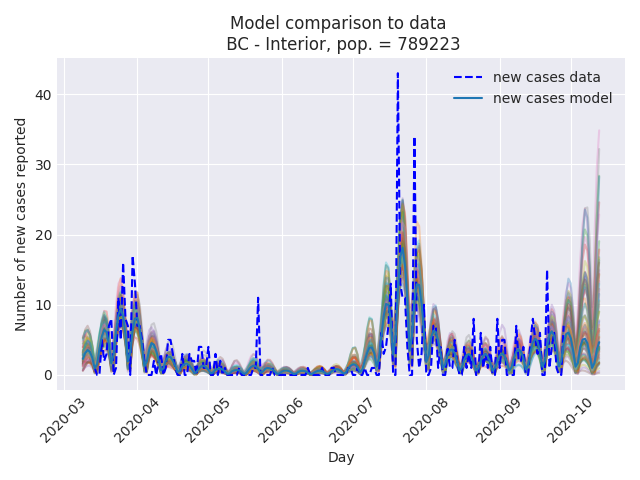 Model comparison to data
BC - Interior, pop. = 789223
new cases data
new cases model
Number of new cases reported
40
30
20
10
0
2020-03
2020-04
2020-05
2020-06
2020-07
2020-08
2020-09
2020-10
Day